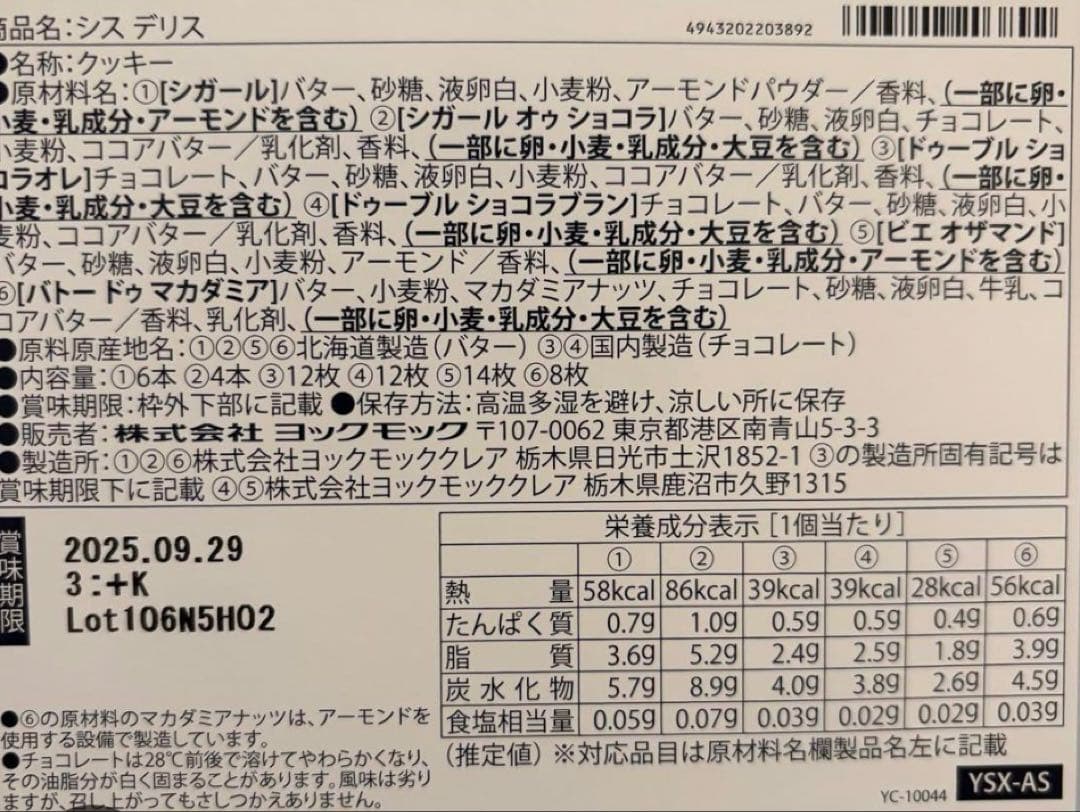 商品名：シス デリス
4943202203892
●名称：クッキー
●原材料名：①[シガール]バター、砂糖、液卵白、小麦粉、アーモンドパウダー／香料、(一部に卵・
小麦・乳成分・アーモンドを含む) ②[シガール オゥ ショコラ]バター、砂糖、液卵白、チョコレート、
小麦粉、ココアバター／乳化剤、香料、(一部に卵・小麦・乳成分・大豆を含む) ③[ドゥーブル ショ
コラオレ]チョコレート、バター、砂糖、液卵白、小麦粉、ココアバター／乳化剤、香料、(一部に卵・
小麦・乳成分・大豆を含む) ④[ドゥーブル ショコラブラン]チョコレート、バター、砂糖、液卵白、小
麦粉、ココアバター／乳化剤、香料、(一部に卵・小麦・乳成分・大豆を含む) ⑤[ビエ オザマンド]
バター、砂糖、液卵白、小麦粉、アーモンド／香料、(一部に卵・小麦・乳成分・アーモンドを含む)
⑥[バトー ドゥ マカダミア]バター、小麦粉、マカダミアナッツ、チョコレート、砂糖、液卵白、牛乳、コ
コアバター／香料、乳化剤、(一部に卵・小麦・乳成分・大豆を含む)
●原料原産地名：①②⑤⑥北海道製造(バター) ③④国内製造(チョコレート)
●内容量：①6本 ②4本 ③12枚 ④12枚 ⑤14枚 ⑥8枚
●賞味期限：枠外下部に記載 ●保存方法：高温多湿を避け、涼しい所に保存
●販売者：株式会社 ヨックモック 〒107-0062 東京都港区南青山5-3-3
●製造所：①②⑥株式会社ヨックモッククレア 栃木県日光市土沢1852-1 ③の製造所固有記号は
賞味期限下に記載 ④⑤株式会社ヨックモッククレア 栃木県鹿沼市久野1315
賞味期限
2025.09.29
3:+K
Lot106N5H02
栄養成分表示［1個当たり］
① ② ③ ④ ⑤ ⑥
熱量 58kcal 86kcal 39kcal 39kcal 28kcal 56kcal
たんぱく質 0.7g 1.0g 0.5g 0.5g 0.4g 0.6g
脂質 3.6g 5.2g 2.4g 2.5g 1.8g 3.9g
炭水化物 5.7g 8.9g 4.0g 3.8g 2.6g 4.5g
食塩相当量 0.05g 0.07g 0.03g 0.02g 0.02g 0.03g
(推定値) ※対応品目は原材料名欄製品名左に記載
●⑥の原材料のマカダミアナッツは、アーモンドを
使用する設備で製造しています。
●チョコレートは28℃前後で溶けてやわらかくなり、
その油脂分が白く固まることがあります。風味は劣り
ますが、召し上がってもさしつかえありません。
YC-10044
YSX-AS